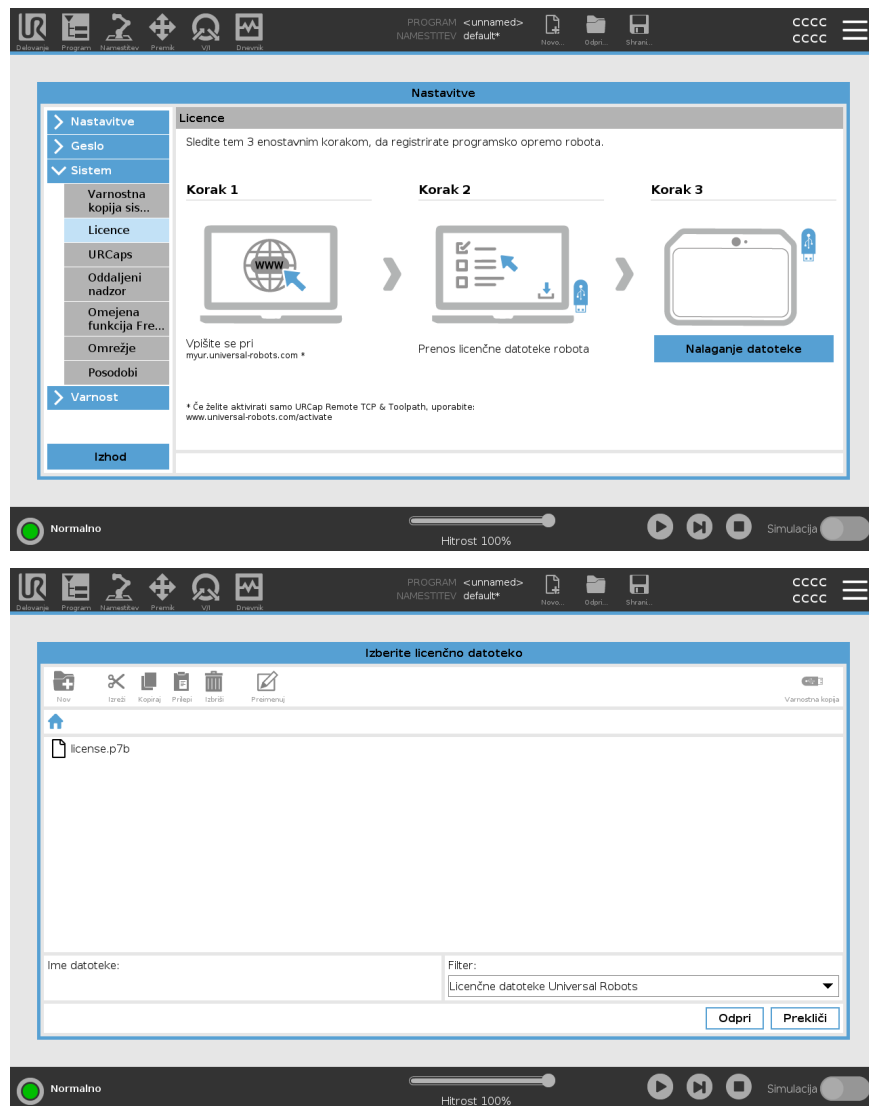 PROGRAM <unnamed>
NAMESTITEV default*
CCCC
CCCC
Delovanje Program Namestitev Premik V/I Dnevnik Novo... Odpri... Shrani...
Nastavitve
Nastavitve
Geslo
Sistem
Varnostna
kopija sis...
Licence
URCaps
Oddaljeni
nadzor
Omejena
funkcija Fre...
Omrežje
Posodobi
Varnost
Izhod
Licence
Sledite tem 3 enostavnim korakom, da registrirate programsko opremo robota.
Korak 1
WWW
Vpišite se pri
myur.universal-robots.com *
Korak 2
Prenos licenčne datoteke robota
Korak 3
Nalaganje datoteke
* Če želite aktivirati samo URCap Remote TCP & Toolpath, uporabite:
www.universal-robots.com/activate
Normalno
Hitrost 100%
Simulacija
PROGRAM <unnamed>
NAMESTITEV default*
CCCC
CCCC
Delovanje Program Namestitev Premik V/I Dnevnik Novo... Odpri... Shrani...
Izberite licenčno datoteko
Nov Izreži Kopiraj Prilepi Izbriši Preimenuj Varnostna kopija
license.p7b
Ime datoteke:
Filter:
Licenčne datoteke Universal Robots
Odpri Prekliči
Normalno
Hitrost 100%
Simulacija